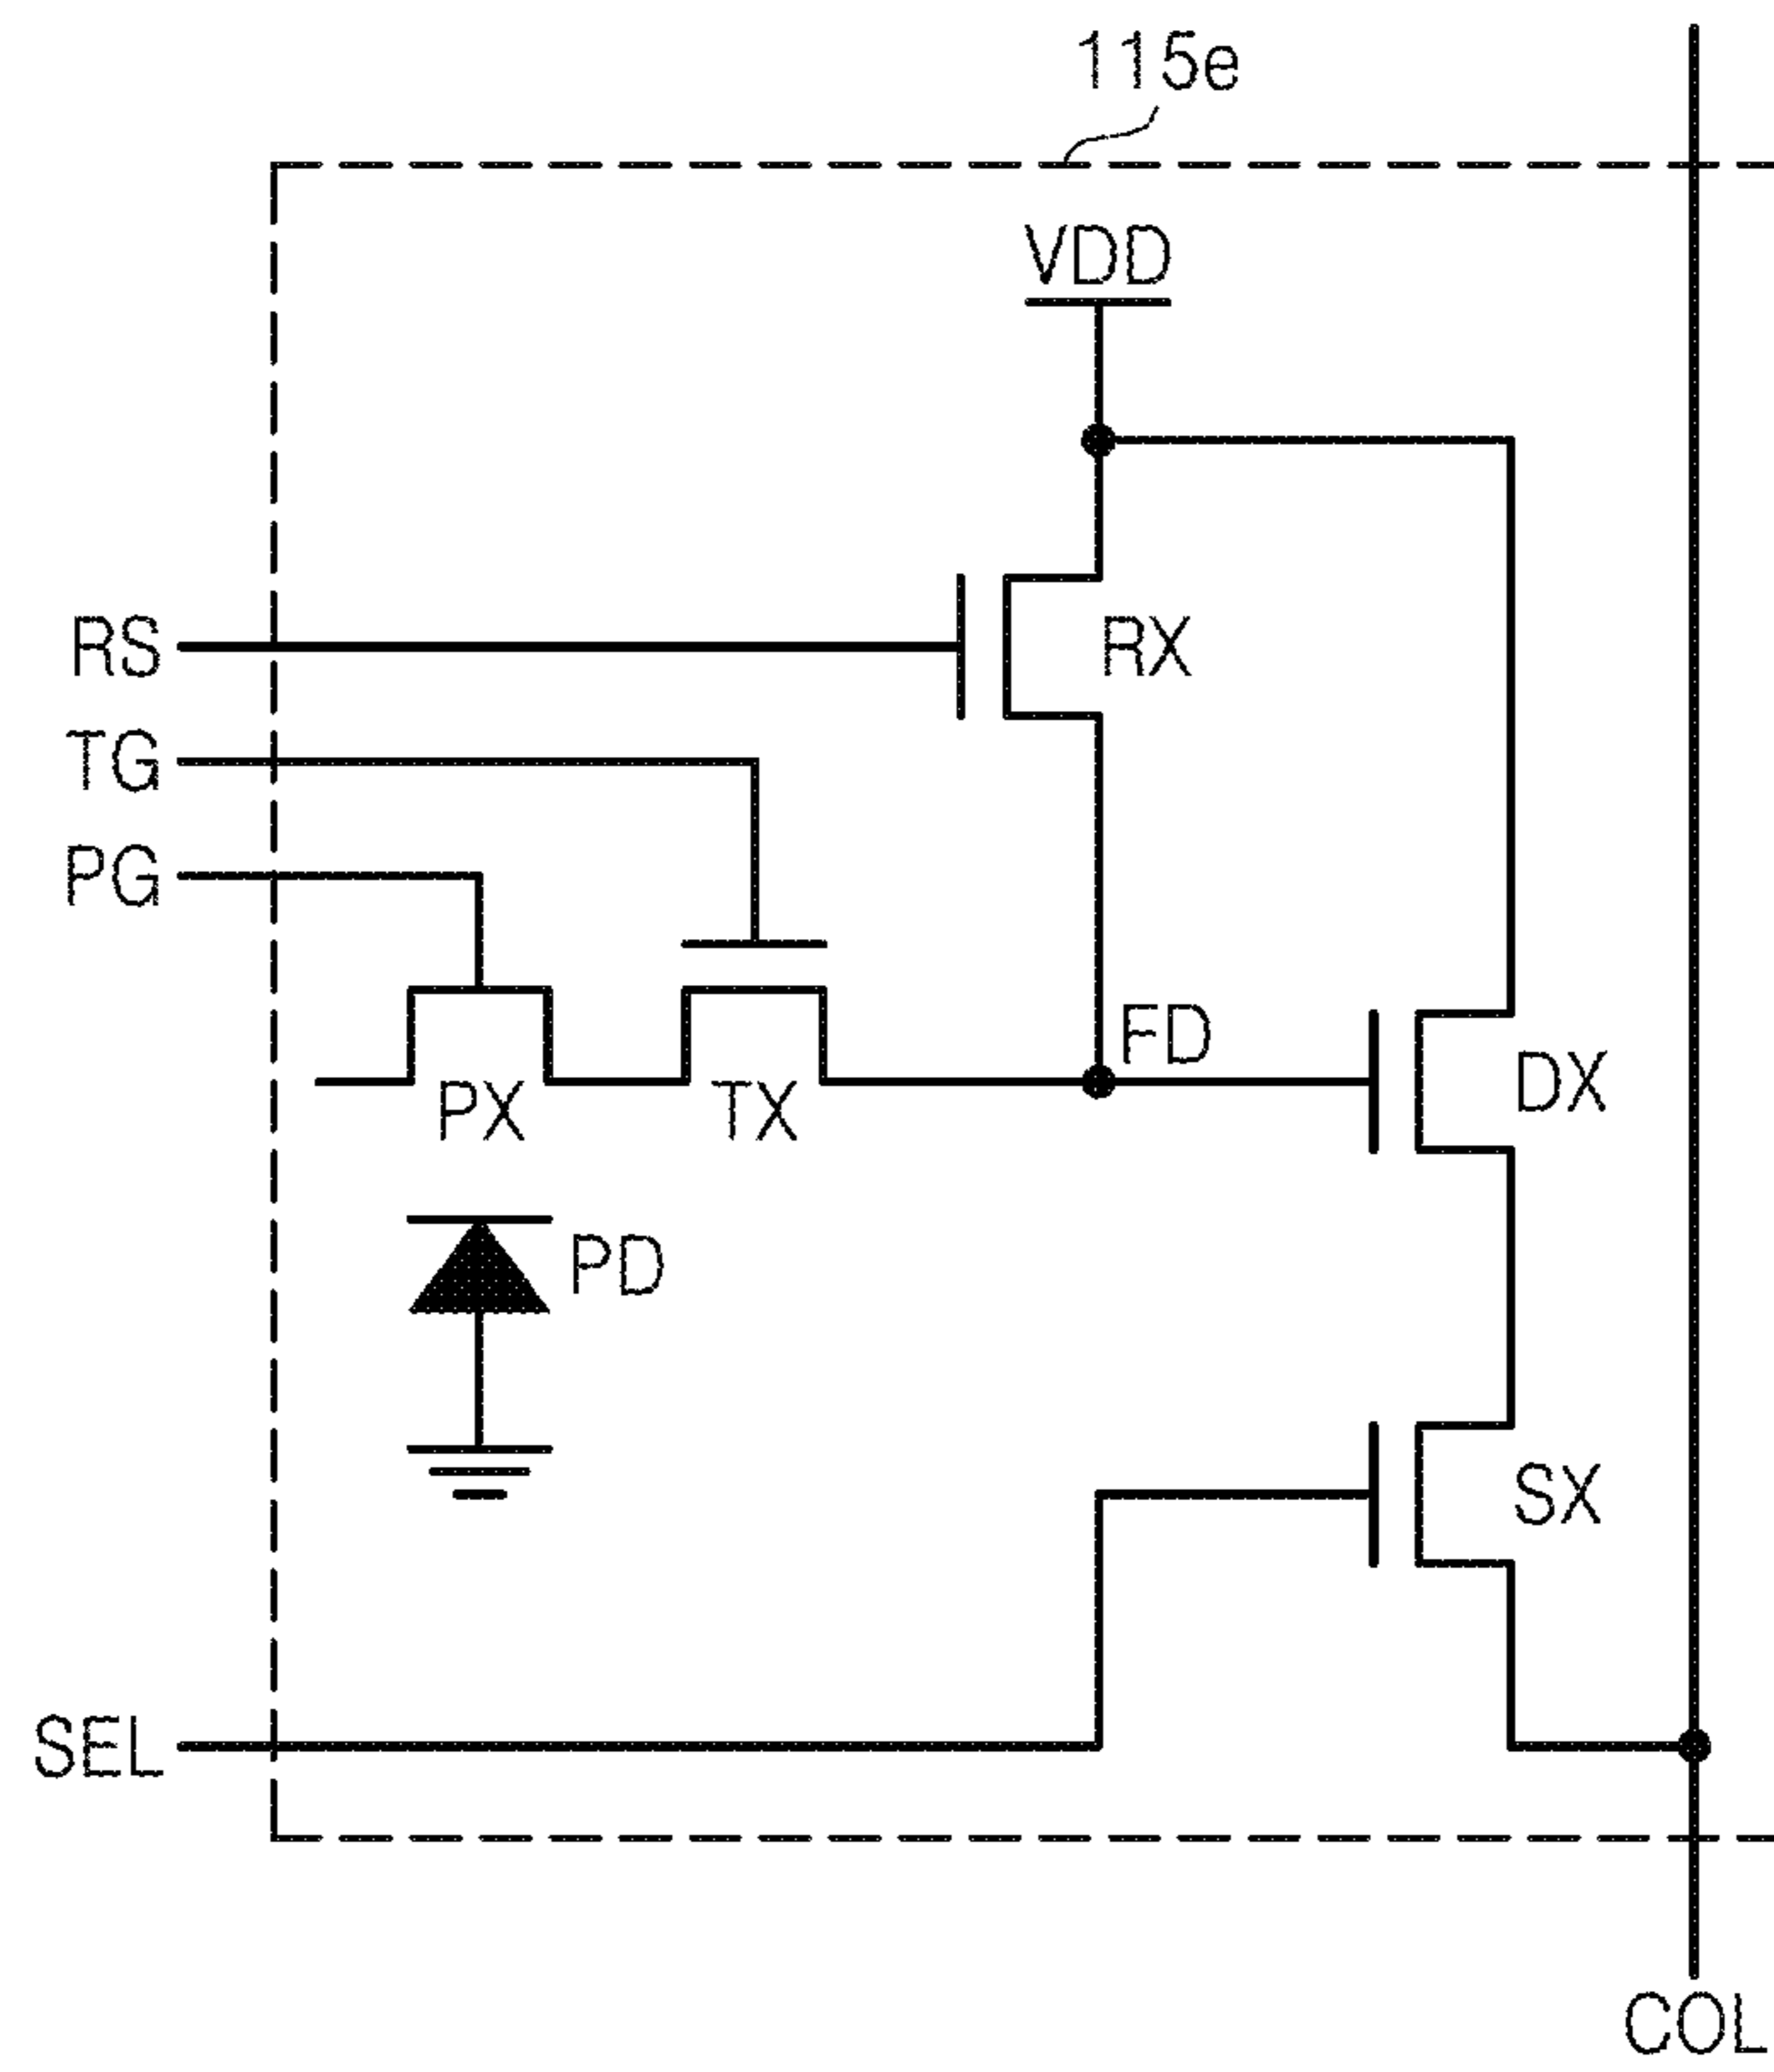 115e
VDD
RS
RX
TG
PG
FD
PX
TX
DX
PD
SX
SEL
COL